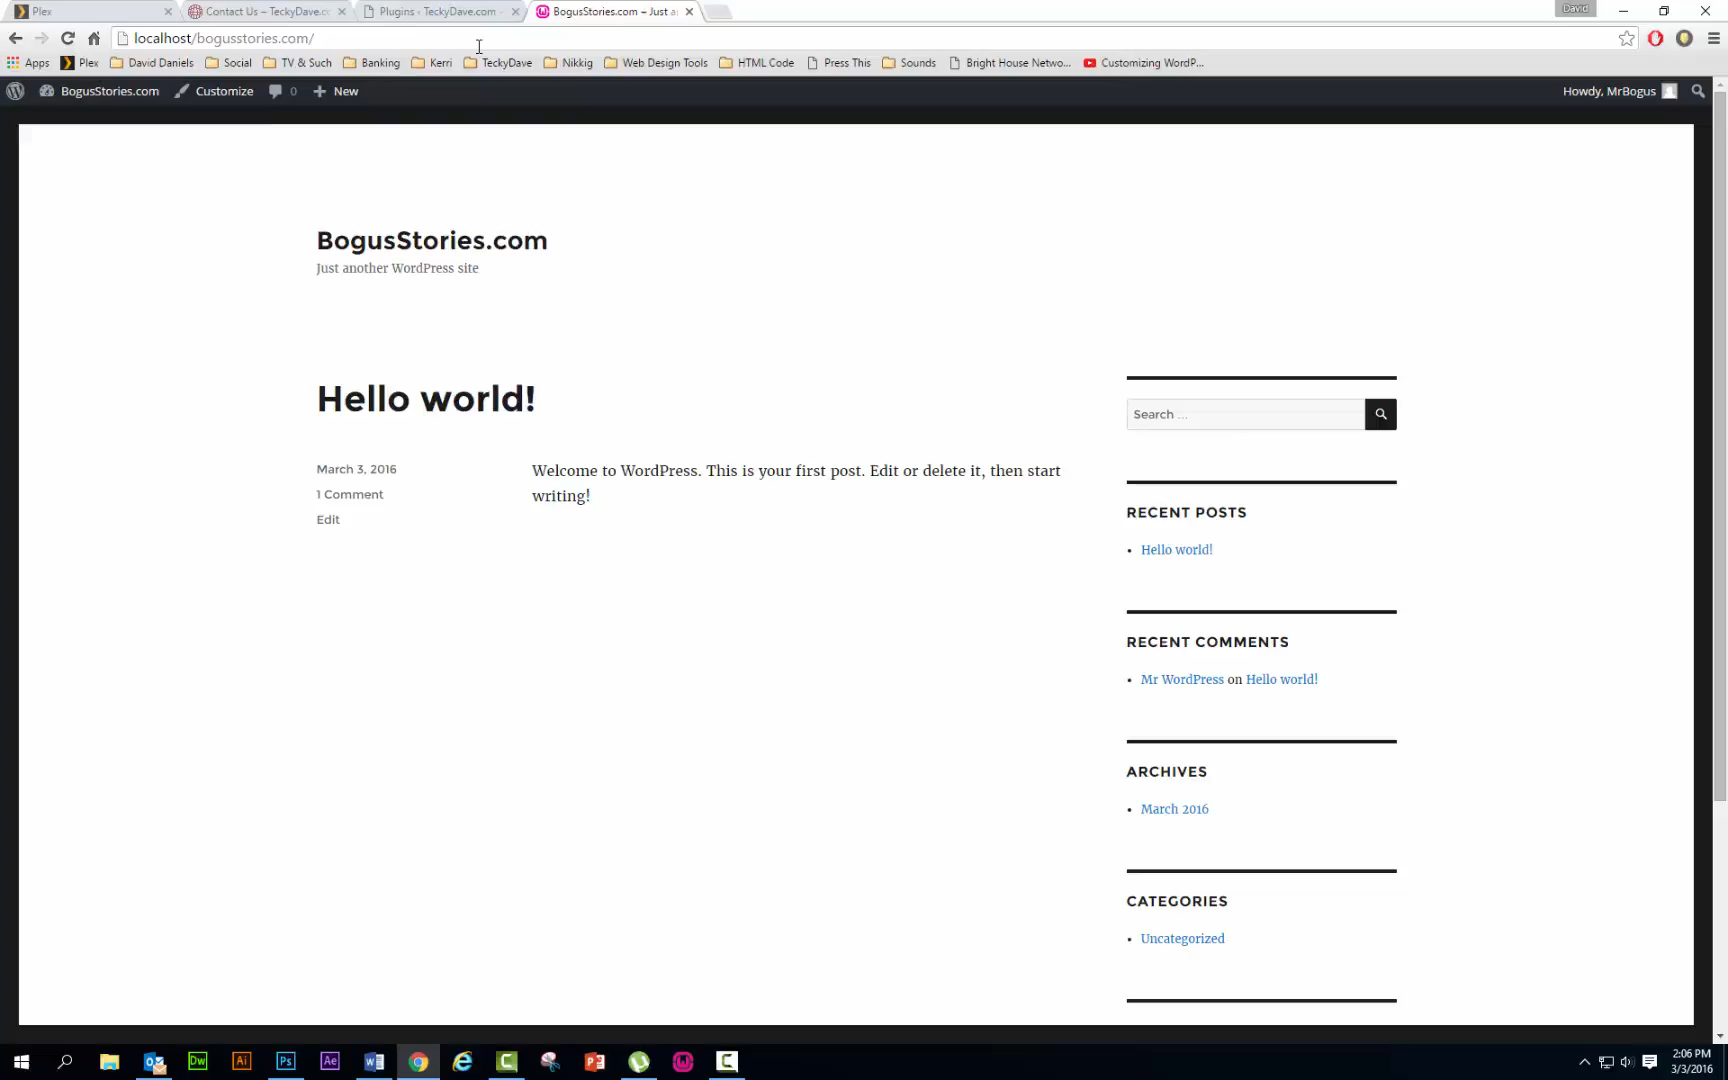 Plex
Contact Us – TeckyDave.co
Plugins ‹ TeckyDave.com –
BogusStories.com – Just a
David
localhost/bogusstories.com/
Apps
Plex
David Daniels
Social
TV & Such
Banking
Kerri
TeckyDave
Nikkig
Web Design Tools
HTML Code
Press This
Sounds
Bright House Netwo...
Customizing WordP...
BogusStories.com
Customize
0
New
Howdy, MrBogus
BogusStories.com
Just another WordPress site
Hello world!
March 3, 2016
1 Comment
Edit
Welcome to WordPress. This is your first post. Edit or delete it, then start
writing!
Search …
RECENT POSTS
Hello world!
RECENT COMMENTS
Mr WordPress on Hello world!
ARCHIVES
March 2016
CATEGORIES
Uncategorized
Dw
Ai
Ps
Ae
2:06 PM
3/3/2016